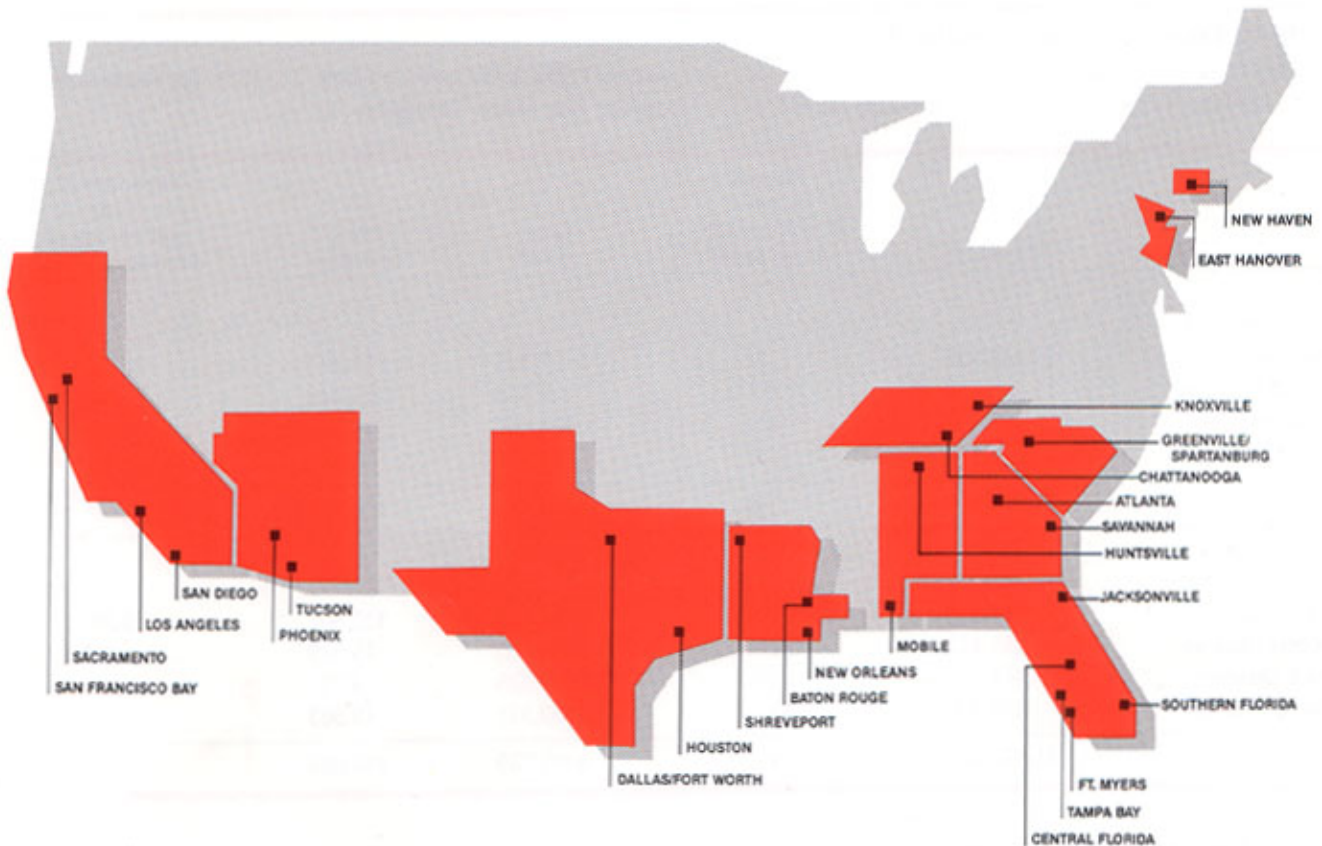 NEW HAVEN
EAST HANOVER
KNOXVILLE
GREENVILLE/
SPARTANBURG
CHATTANOOGA
ATLANTA
SAVANNAH
HUNTSVILLE
JACKSONVILLE
SAN DIEGO
TUCSON
LOS ANGELES
PHOENIX
MOBILE
SACRAMENTO
NEW ORLEANS
SAN FRANCISCO BAY
BATON ROUGE
SOUTHERN FLORIDA
SHREVEPORT
HOUSTON
DALLAS/FORT WORTH
FT. MYERS
TAMPA BAY
CENTRAL FLORIDA